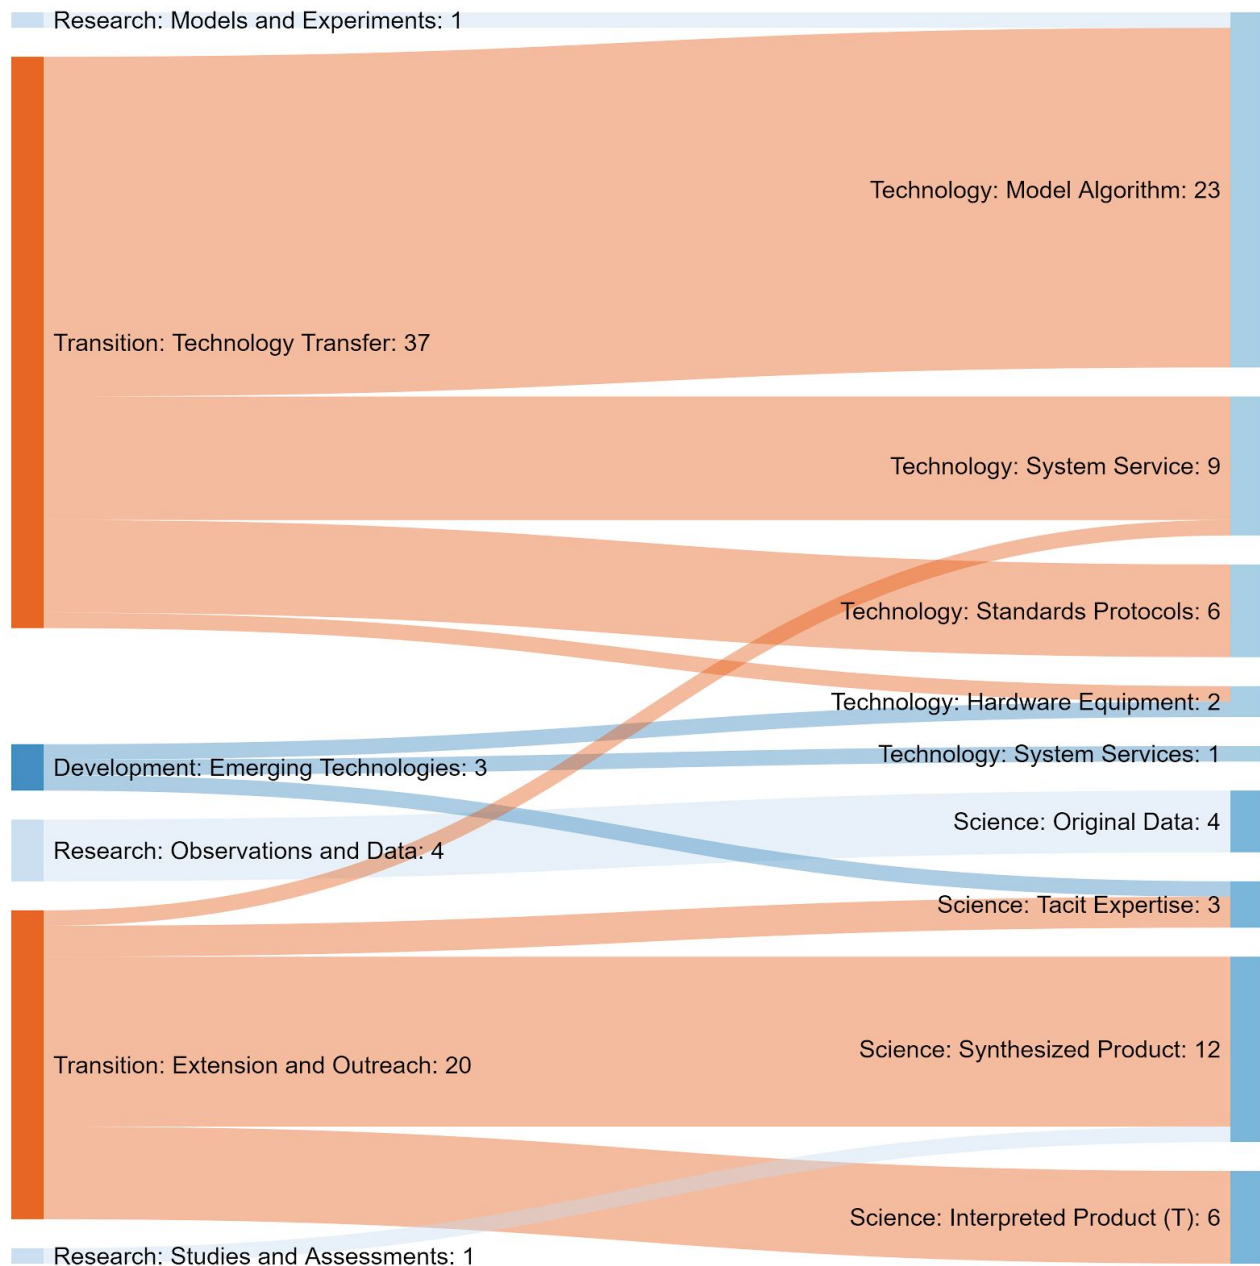 Research: Models and Experiments: 1
Technology: Model Algorithm: 23
Transition: Technology Transfer: 37
Technology: System Service: 9
Technology: Standards Protocols: 6
Technology: Hardware Equipment: 2
Technology: System Services: 1
Development: Emerging Technologies: 3
Science: Original Data: 4
Research: Observations and Data: 4
Science: Tacit Expertise: 3
Science: Synthesized Product: 12
Transition: Extension and Outreach: 20
Science: Interpreted Product (T): 6
Research: Studies and Assessments: 1